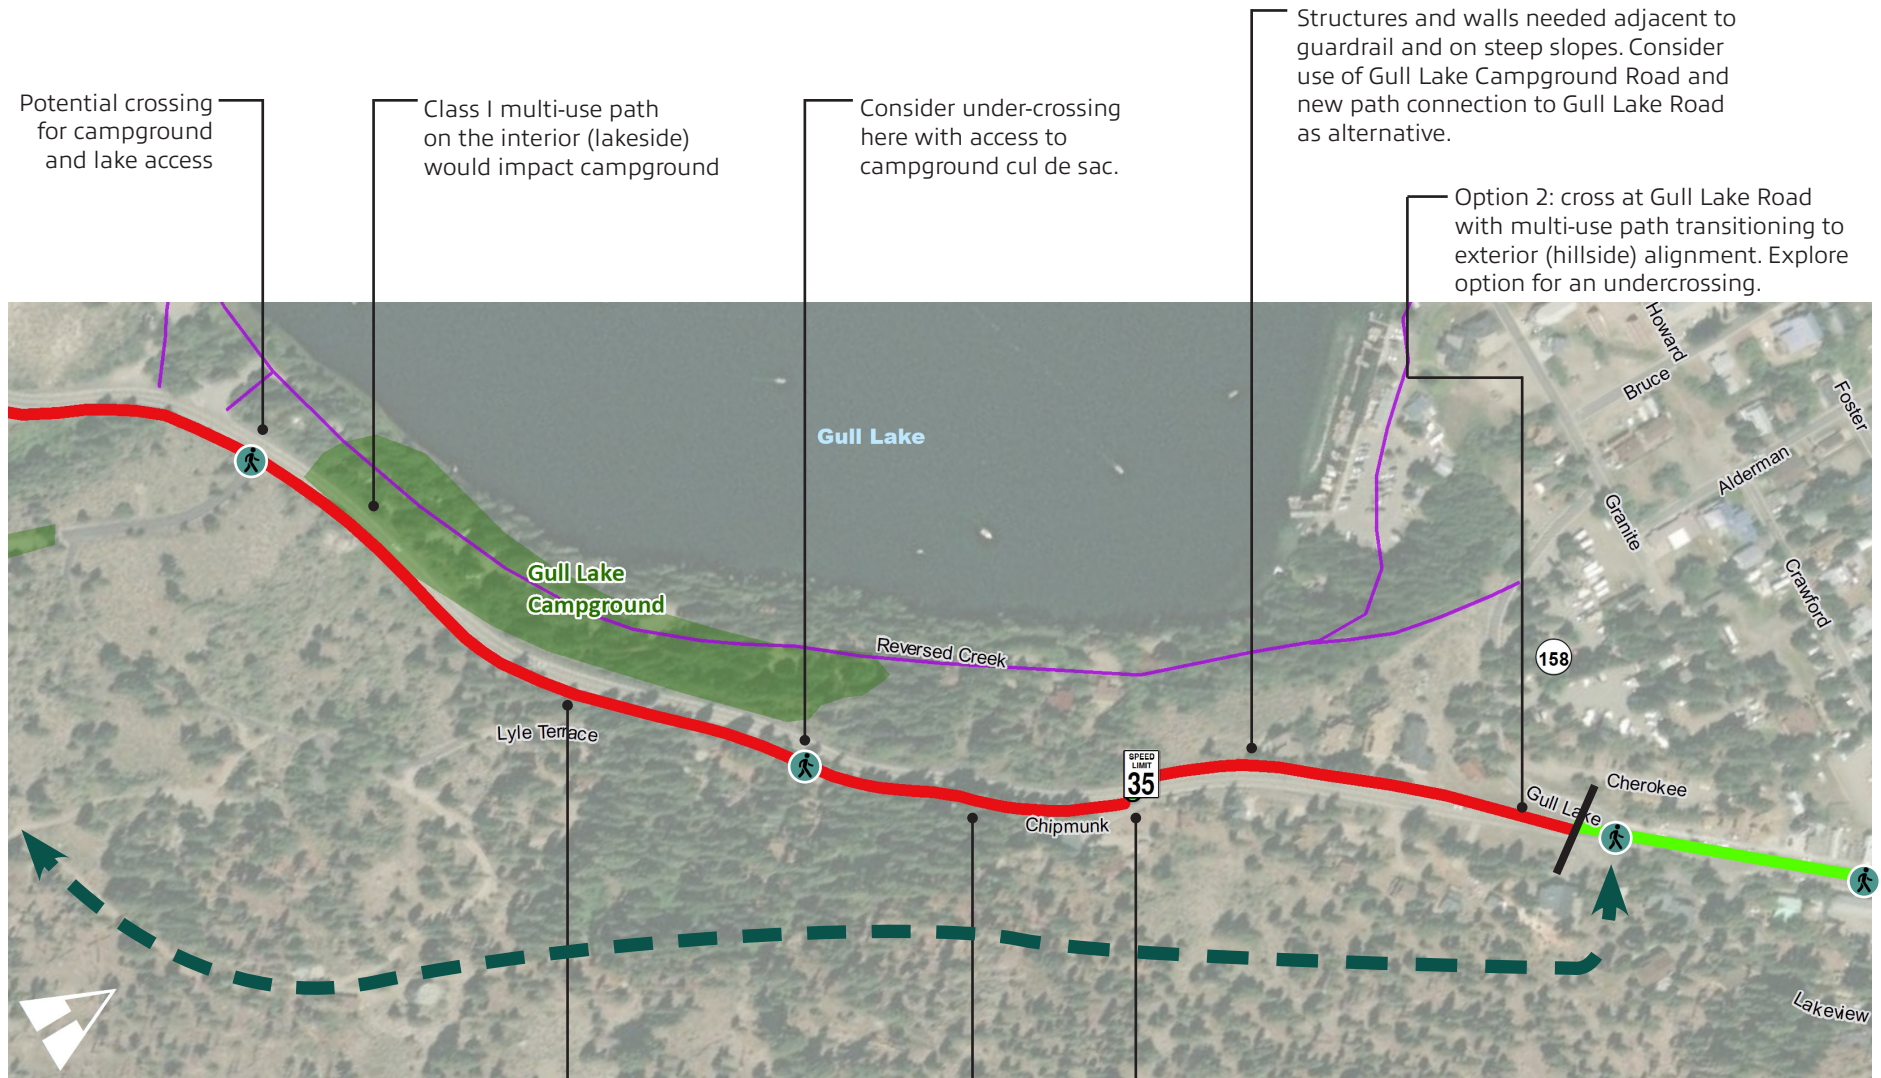 Structures and walls needed adjacent to
guardrail and on steep slopes. Consider
use of Gull Lake Campground Road and
new path connection to Gull Lake Road
as alternative.
Potential crossing
for campground
and lake access
Class I multi-use path
on the interior (lakeside)
would impact campground
Consider under-crossing
here with access to
campground cul de sac.
Option 2: cross at Gull Lake Road
with multi-use path transitioning to
exterior (hillside) alignment. Explore
option for an undercrossing.
Howard
Bruce
Foster
Gull Lake
Alderman
Granite
Crawford
Gull Lake
Campground
Reversed Creek
158
Lyle Terrace
SPEED
LIMIT
35
Cherokee
Gull Lake
Chipmunk
Lakeview